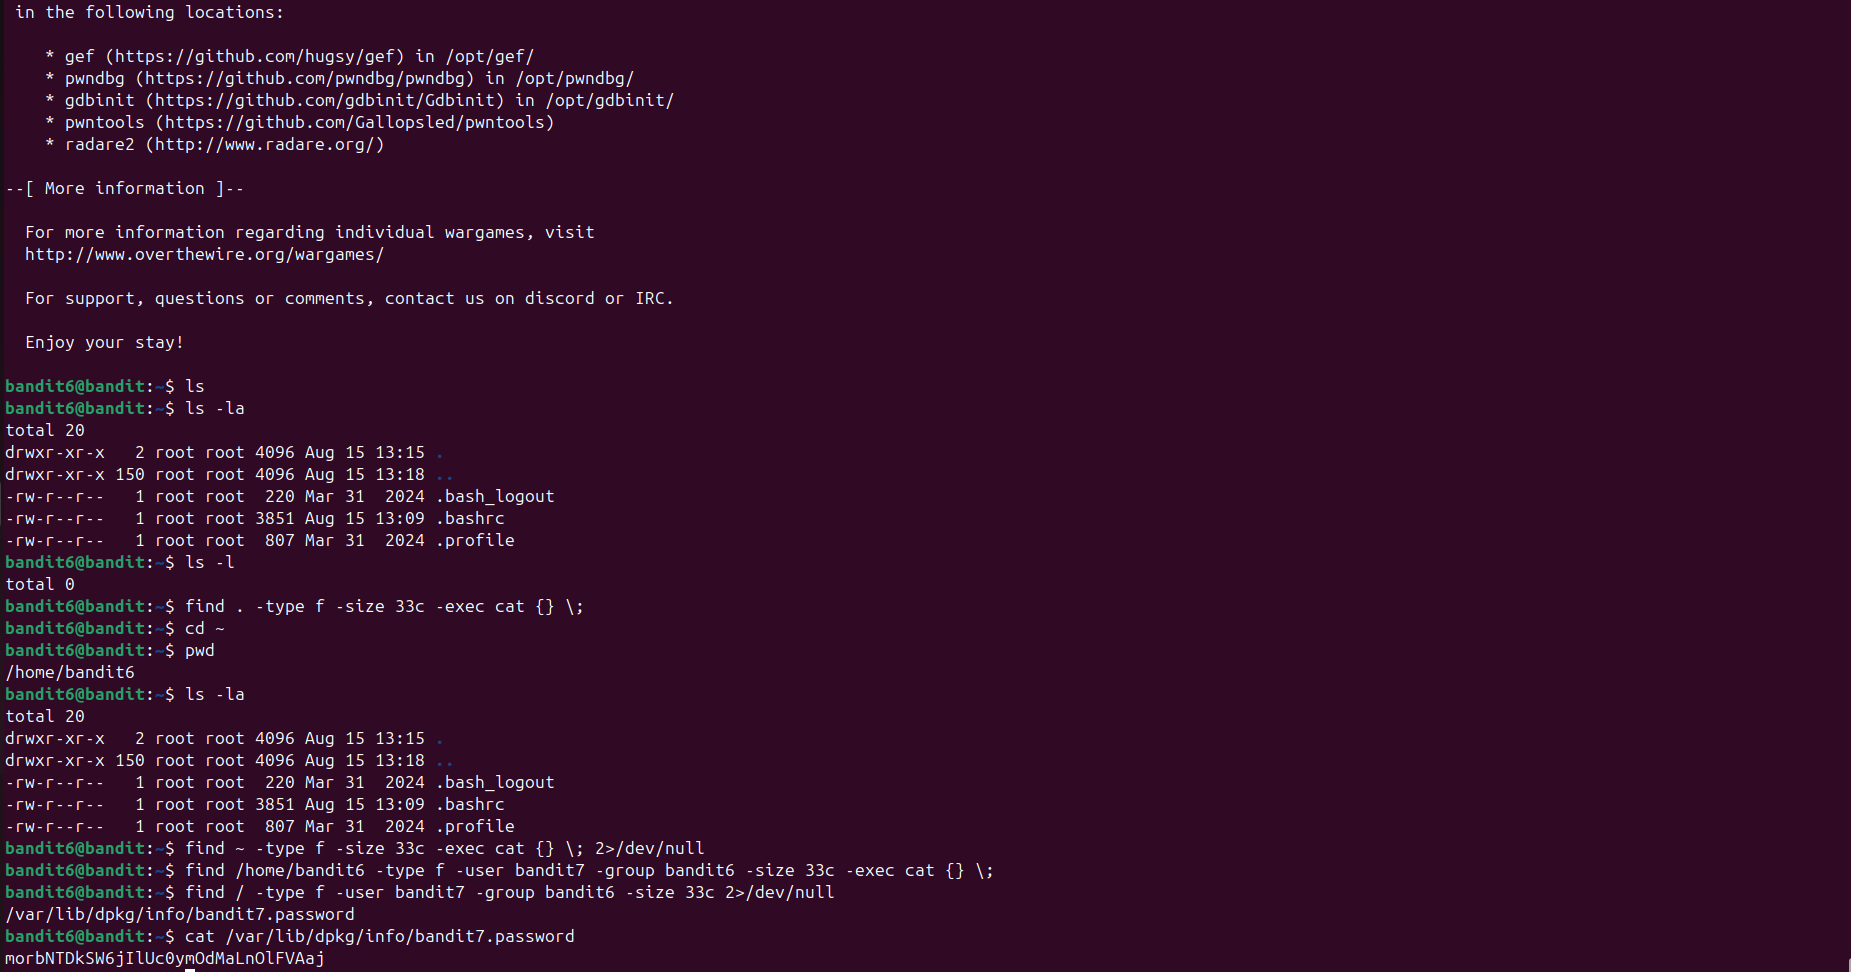 in the following locations:
* gef (https://github.com/hugsy/gef) in /opt/gef/
* pwndbg (https://github.com/pwndbg/pwndbg) in /opt/pwndbg/
* gdbinit (https://github.com/gdbinit/Gdbinit) in /opt/gdbinit/
* pwntools (https://github.com/Gallopsled/pwntools)
* radare2 (http://www.radare.org/)
--[ More information ]--
For more information regarding individual wargames, visit
http://www.overthewire.org/wargames/
For support, questions or comments, contact us on discord or IRC.
Enjoy your stay!
bandit6@bandit:~$ ls
bandit6@bandit:~$ ls -la
total 20
drwxr-xr-x   2 root root 4096 Aug 15 13:15 .
drwxr-xr-x 150 root root 4096 Aug 15 13:18 ..
-rw-r--r--   1 root root  220 Mar 31  2024 .bash_logout
-rw-r--r--   1 root root 3851 Aug 15 13:09 .bashrc
-rw-r--r--   1 root root  807 Mar 31  2024 .profile
bandit6@bandit:~$ ls -l
total 0
bandit6@bandit:~$ find . -type f -size 33c -exec cat {} \;
bandit6@bandit:~$ cd ~
bandit6@bandit:~$ pwd
/home/bandit6
bandit6@bandit:~$ ls -la
total 20
drwxr-xr-x   2 root root 4096 Aug 15 13:15 .
drwxr-xr-x 150 root root 4096 Aug 15 13:18 ..
-rw-r--r--   1 root root  220 Mar 31  2024 .bash_logout
-rw-r--r--   1 root root 3851 Aug 15 13:09 .bashrc
-rw-r--r--   1 root root  807 Mar 31  2024 .profile
bandit6@bandit:~$ find ~ -type f -size 33c -exec cat {} \; 2>/dev/null
bandit6@bandit:~$ find /home/bandit6 -type f -user bandit7 -group bandit6 -size 33c -exec cat {} \;
bandit6@bandit:~$ find / -type f -user bandit7 -group bandit6 -size 33c 2>/dev/null
/var/lib/dpkg/info/bandit7.password
bandit6@bandit:~$ cat /var/lib/dpkg/info/bandit7.password
morbNTDkSW6jIlUc0ymOdMaLnOlFVAaj